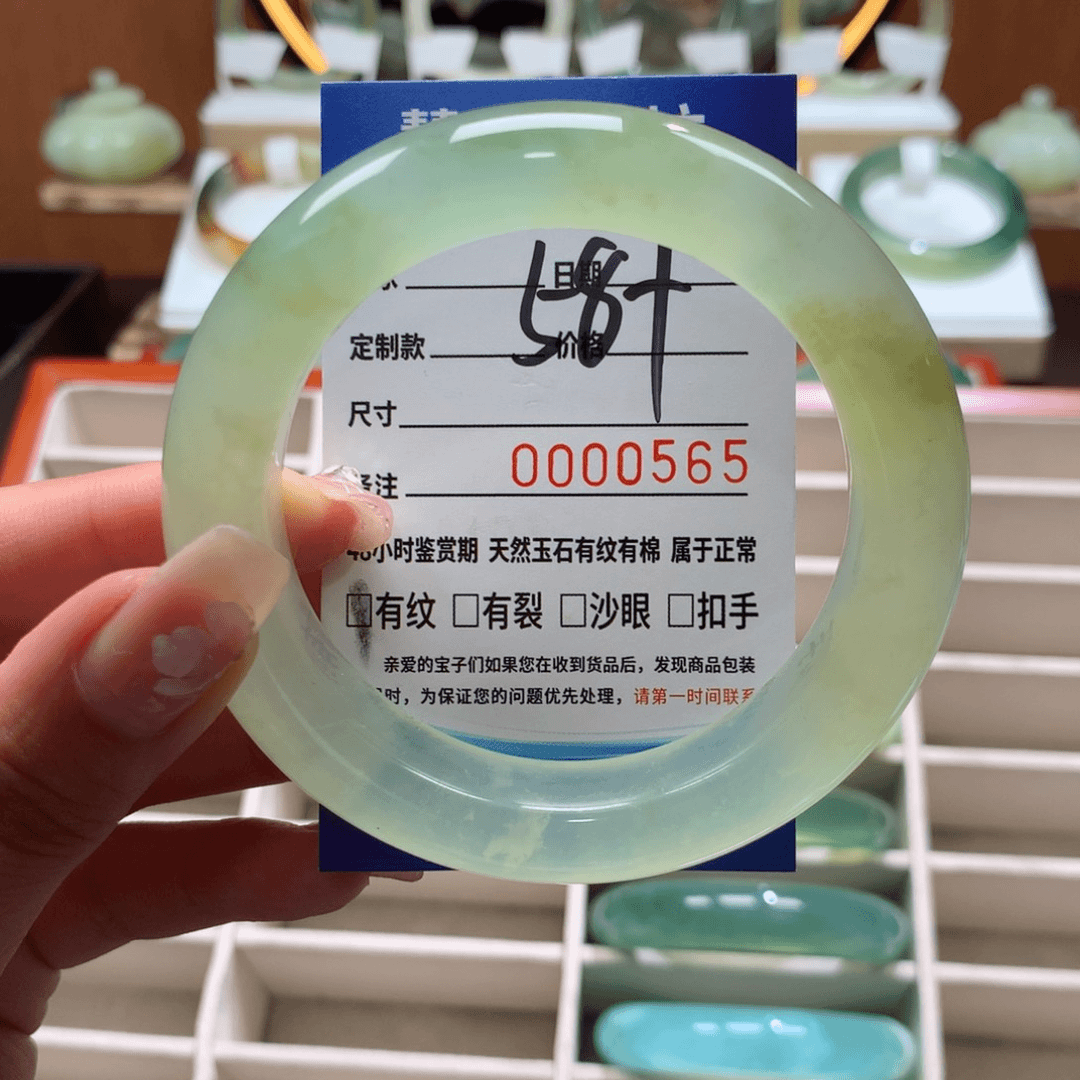 日期 58+
定制款 价格
尺寸
0000565
备注
48小时鉴赏期 天然玉石有纹有棉 属于正常
□有纹 □有裂 □沙眼 □扣手
亲爱的宝子们如果您在收到货品后，发现商品包装
时，为保证您的问题优先处理，请第一时间联系